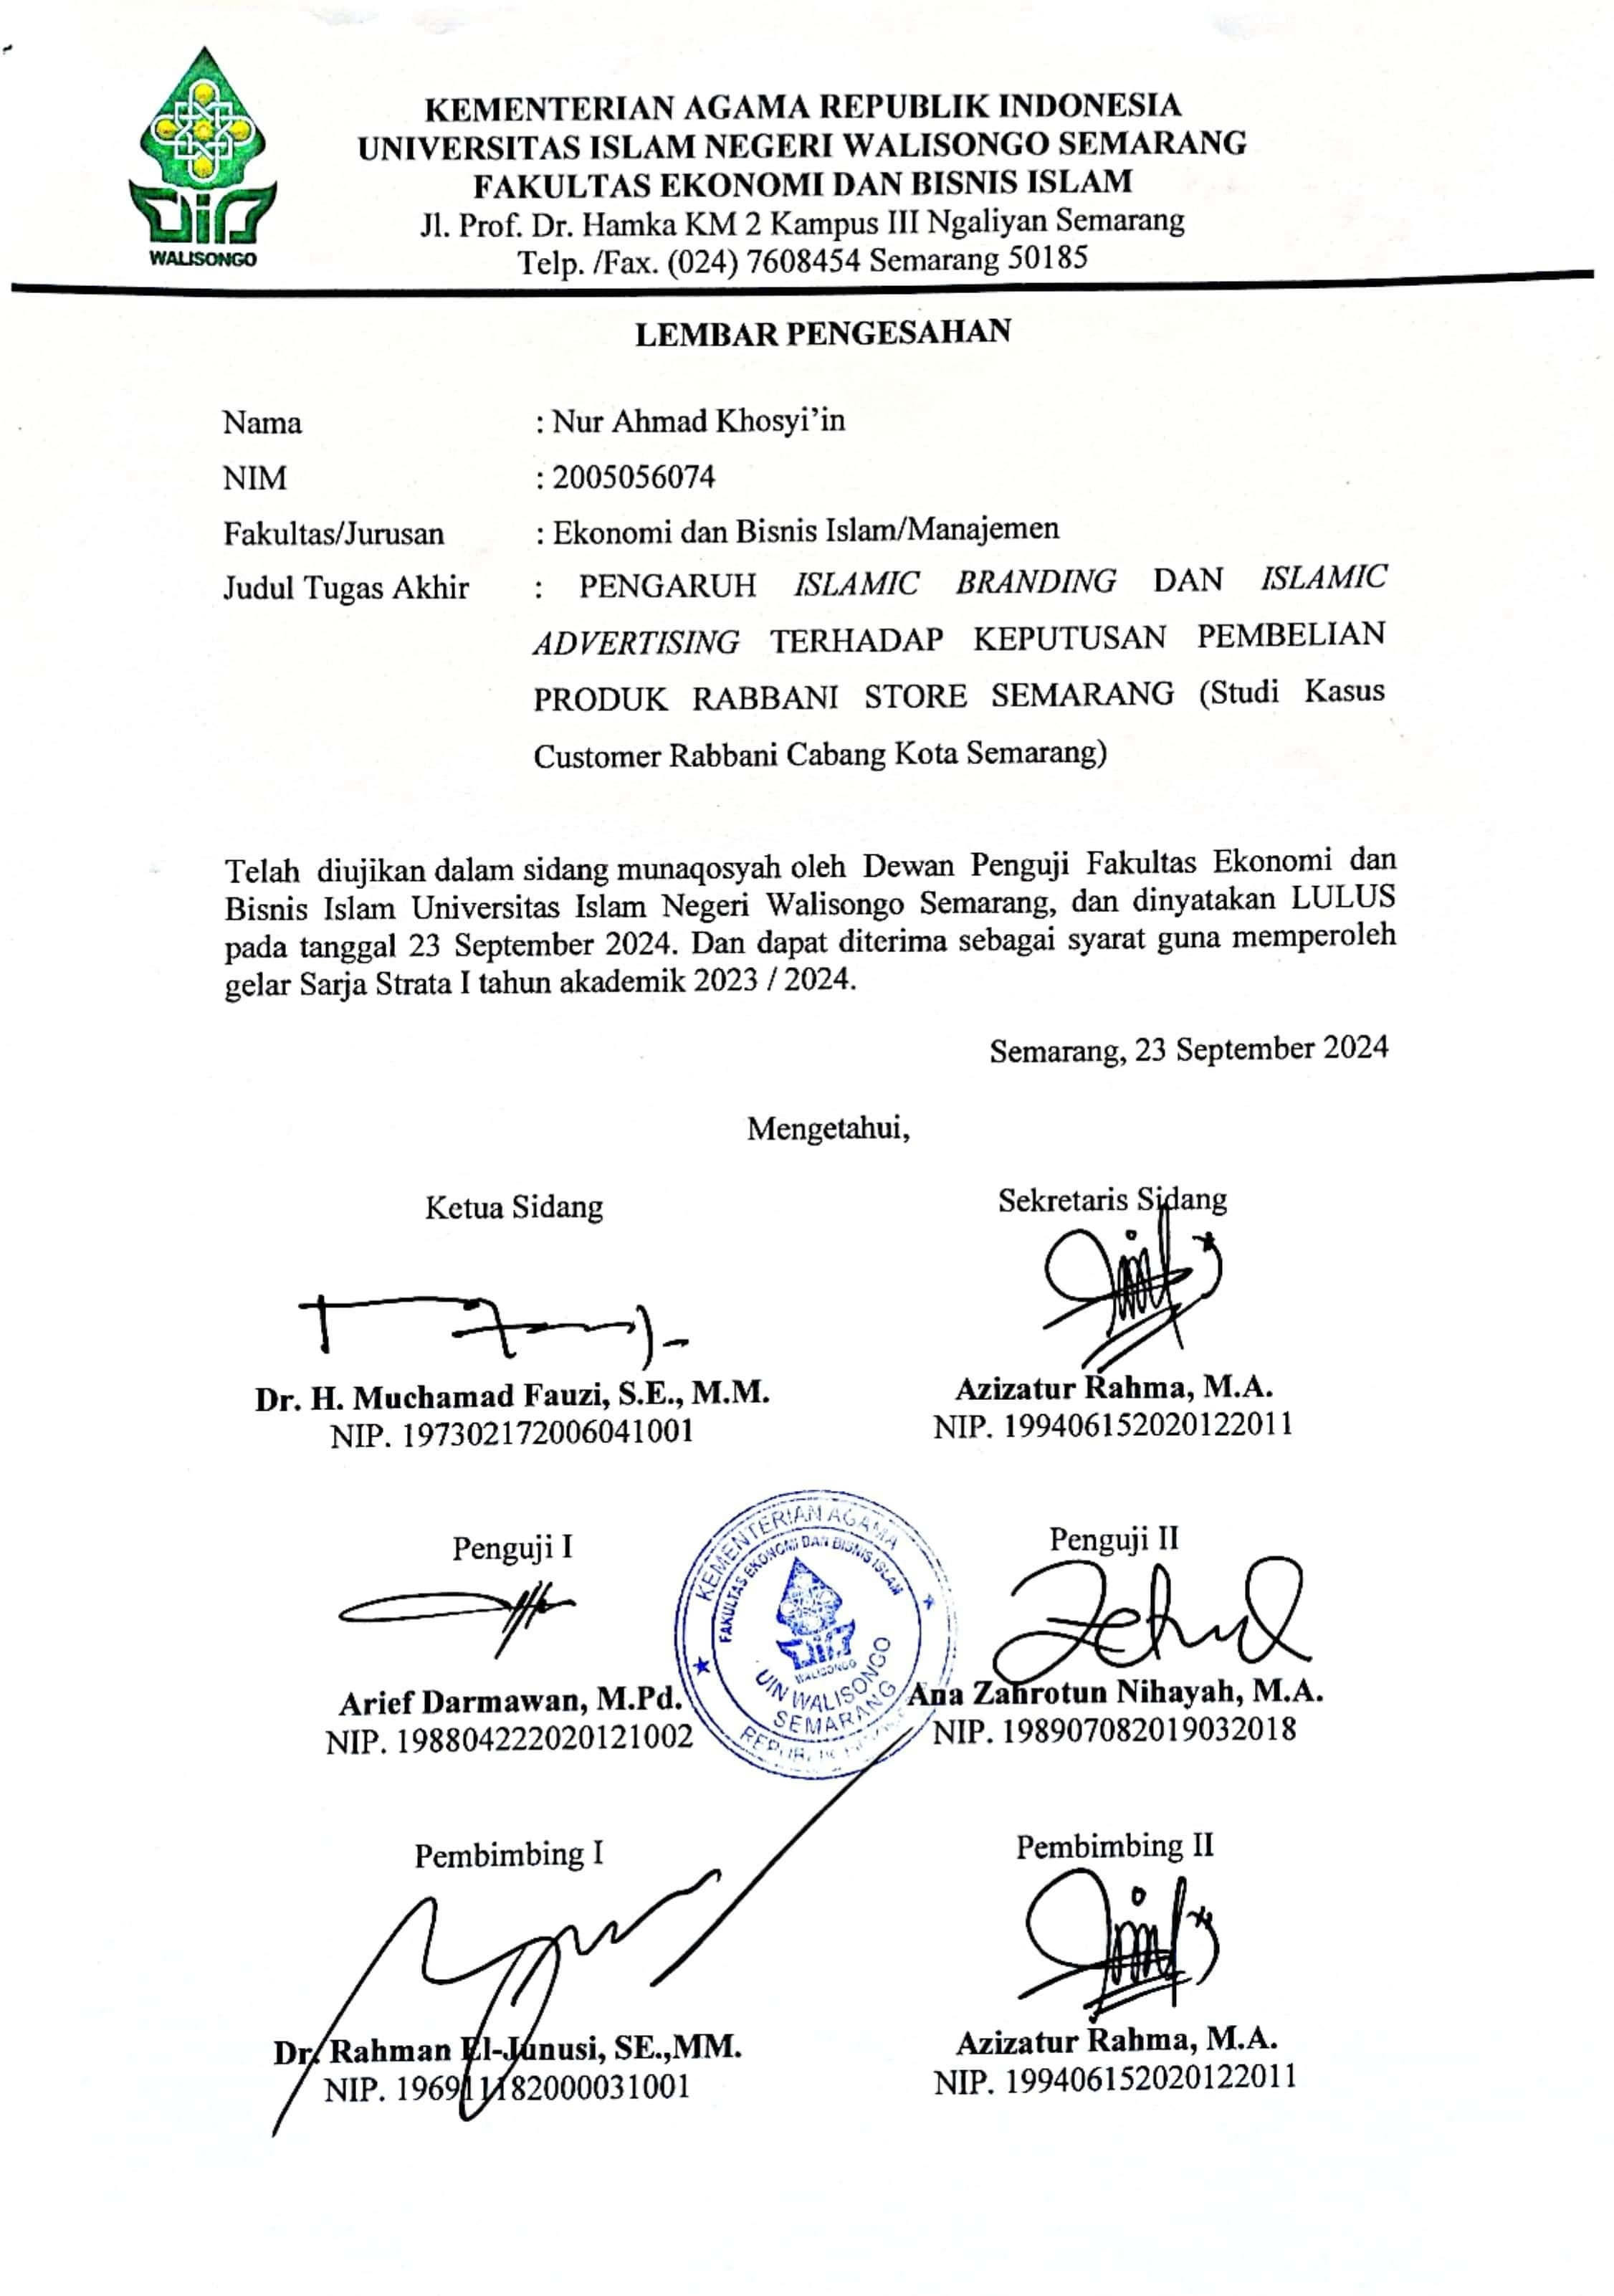 WALISONGO
KEMENTERIAN AGAMA REPUBLIK INDONESIA
UNIVERSITAS ISLAM NEGERI WALISONGO SEMARANG
FAKULTAS EKONOMI DAN BISNIS ISLAM
Jl. Prof. Dr. Hamka KM 2 Kampus III Ngaliyan Semarang
Telp. /Fax. (024) 7608454 Semarang 50185
LEMBAR PENGESAHAN
Nama : Nur Ahmad Khosyi’in
NIM : 2005056074
Fakultas/Jurusan : Ekonomi dan Bisnis Islam/Manajemen
Judul Tugas Akhir : PENGARUH ISLAMIC BRANDING DAN ISLAMIC
ADVERTISING TERHADAP KEPUTUSAN PEMBELIAN
PRODUK RABBANI STORE SEMARANG (Studi Kasus
Customer Rabbani Cabang Kota Semarang)
Telah diujikan dalam sidang munaqosyah oleh Dewan Penguji Fakultas Ekonomi dan
Bisnis Islam Universitas Islam Negeri Walisongo Semarang, dan dinyatakan LULUS
pada tanggal 23 September 2024. Dan dapat diterima sebagai syarat guna memperoleh
gelar Sarja Strata I tahun akademik 2023 / 2024.
Semarang, 23 September 2024
Mengetahui,
Ketua Sidang
Sekretaris Sidang
Dr. H. Muchamad Fauzi, S.E., M.M.
NIP. 197302172006041001
Azizatur Rahma, M.A.
NIP. 199406152020122011
Penguji I
Penguji II
KEMENTERIAN AGAMA
FAKULTAS EKONOMI DAN BISNIS ISLAM
WALISONGO
UIN WALISONGO
SEMARANG
Arief Darmawan, M.Pd.
NIP. 198804222020121002
Ana Zahrotun Nihayah, M.A.
NIP. 198907082019032018
Pembimbing I
Pembimbing II
Dr. Rahman El-Junusi, SE.,MM.
NIP. 196911182000031001
Azizatur Rahma, M.A.
NIP. 199406152020122011